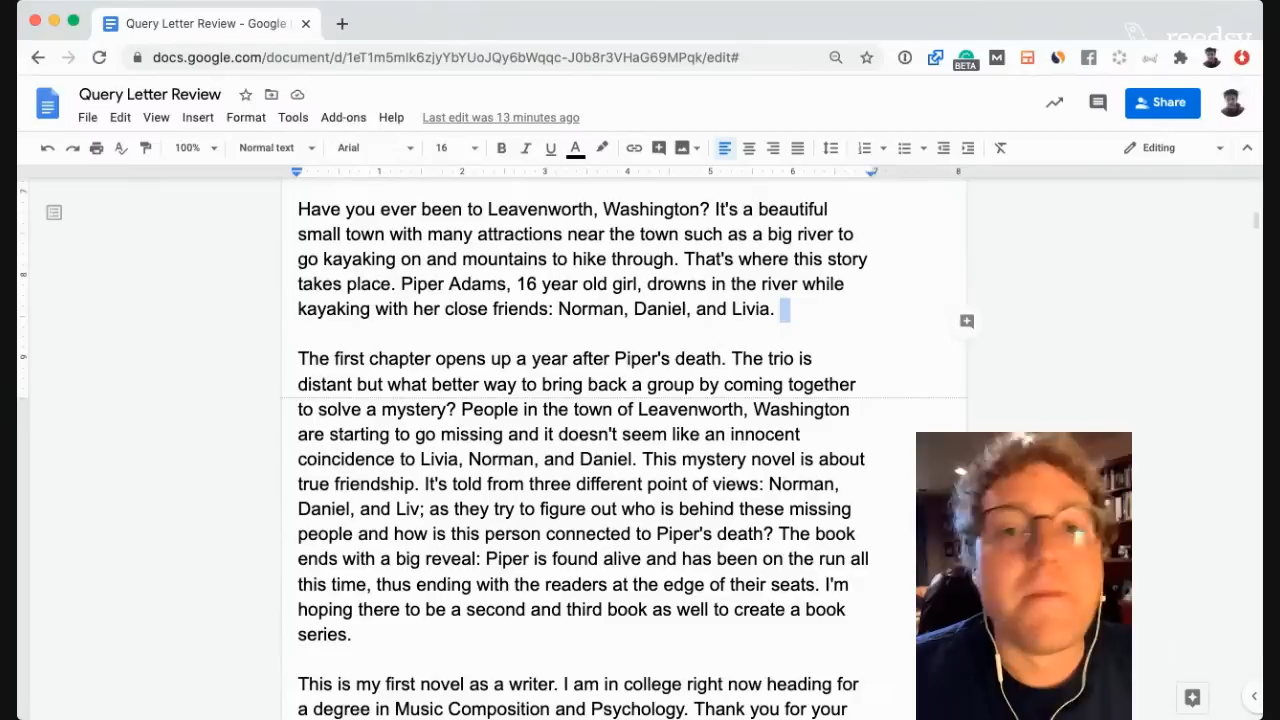 Query Letter Review - Google
reedsy
docs.google.com/document/d/1eT1m5mlk6zjyYbYUoJQy6bWqqc-J0b8r3VHaG69MPqk/edit#
BETA
Query Letter Review
File Edit View Insert Format Tools Add-ons Help Last edit was 13 minutes ago
Share
100% Normal text Arial 16 B I U A Editing
1 2 3 4 5 6 8
7
8
9
Have you ever been to Leavenworth, Washington? It's a beautiful
small town with many attractions near the town such as a big river to
go kayaking on and mountains to hike through. That's where this story
takes place. Piper Adams, 16 year old girl, drowns in the river while
kayaking with her close friends: Norman, Daniel, and Livia.
The first chapter opens up a year after Piper's death. The trio is
distant but what better way to bring back a group by coming together
to solve a mystery? People in the town of Leavenworth, Washington
are starting to go missing and it doesn't seem like an innocent
coincidence to Livia, Norman, and Daniel. This mystery novel is about
true friendship. It's told from three different point of views: Norman,
Daniel, and Liv; as they try to figure out who is behind these missing
people and how is this person connected to Piper's death? The book
ends with a big reveal: Piper is found alive and has been on the run all
this time, thus ending with the readers at the edge of their seats. I'm
hoping there to be a second and third book as well to create a book
series.
This is my first novel as a writer. I am in college right now heading for
a degree in Music Composition and Psychology. Thank you for your